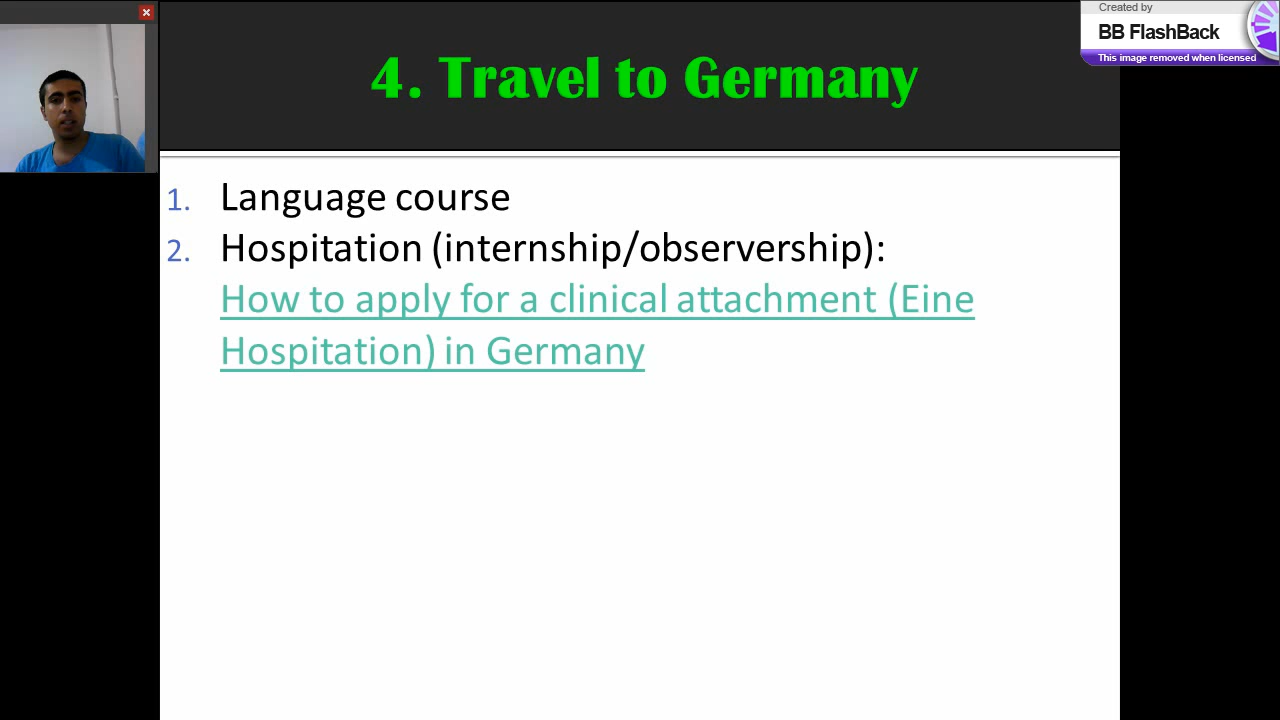 Created by
BB FlashBack
This image removed when licensed
4. Travel to Germany
1. Language course
2. Hospitation (internship/observership):
How to apply for a clinical attachment (Eine
Hospitation) in Germany